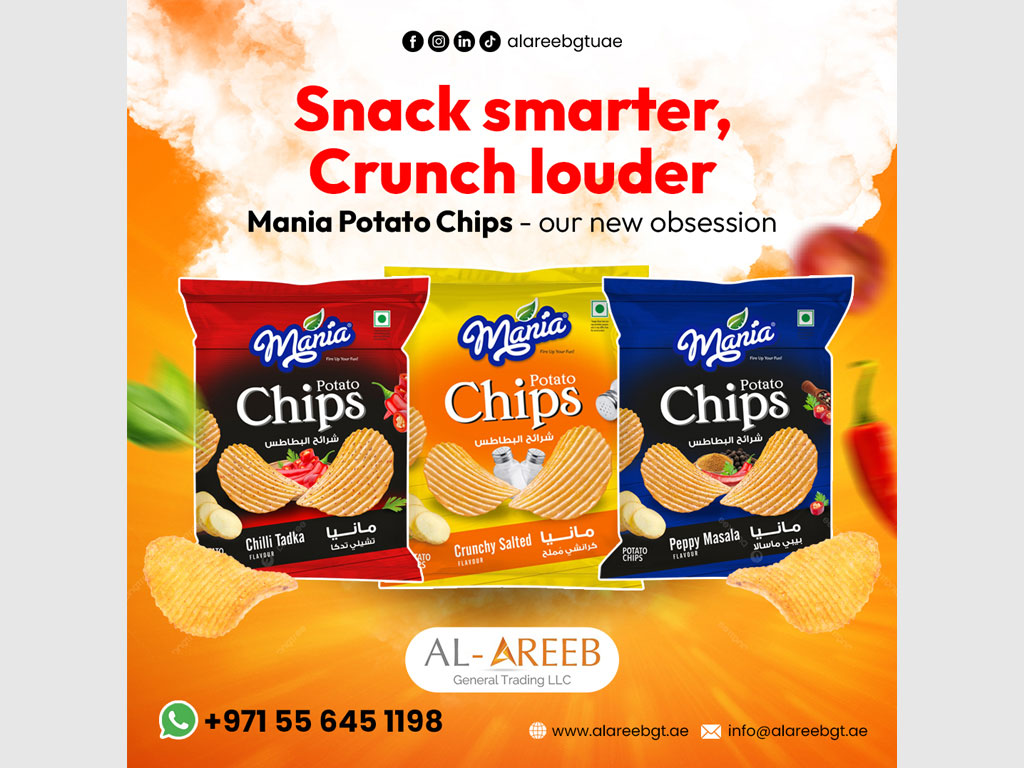 alareebgtuae
Snack smarter,
Crunch louder
Mania Potato Chips - our new obsession
Mania
Fire Up Your Fun!
Potato
Chips
شرائح البطاطس
Chilli Tadka
FLAVOUR
مانيا
تشيلي تدكا
Mania
Fire Up Your Fun!
Potato
Chips
شرائح البطاطس
Crunchy Salted
FLAVOUR
مانيا
كرانشي مملح
Mania
Fire Up Your Fun!
Potato
Chips
شرائح البطاطس
POTATO
CHIPS
Peppy Masala
FLAVOUR
مانيا
بيبي ماسالا
AL-AREEB
General Trading LLC
+971 55 645 1198
www.alareebgt.ae
info@alareebgt.ae